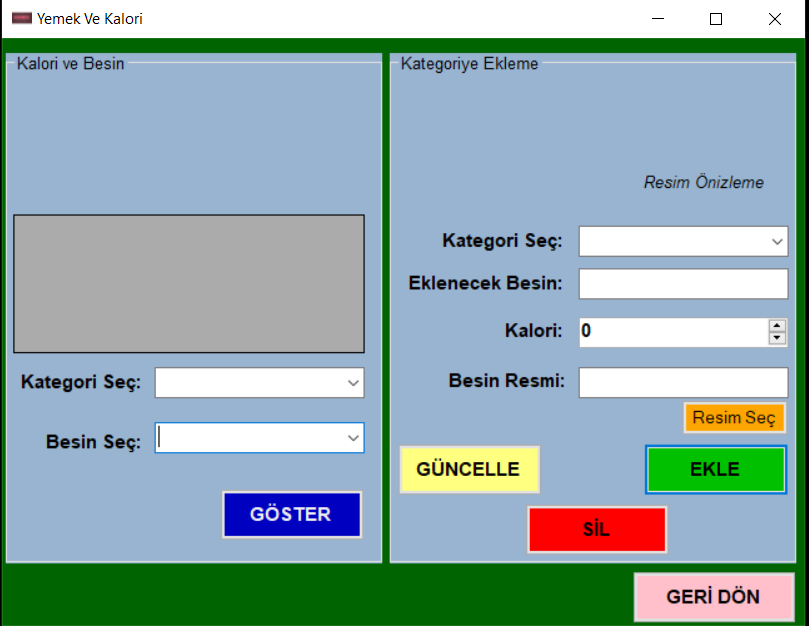 Yemek Ve Kalori
Kalori ve Besin
Kategori Seç:
Besin Seç:
GÖSTER
Kategoriye Ekleme
Resim Önizleme
Kategori Seç:
Eklenecek Besin:
Kalori:
0
Besin Resmi:
Resim Seç
GÜNCELLE
EKLE
SİL
GERİ DÖN